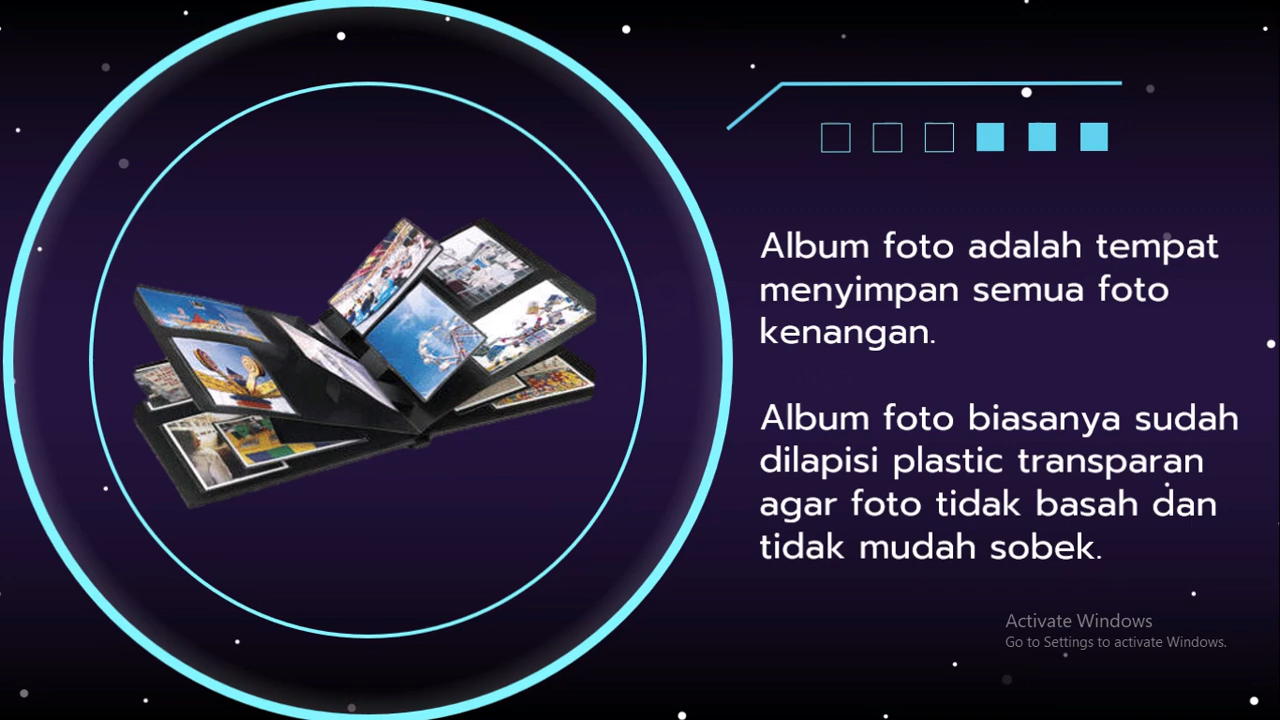 Album foto adalah tempat
menyimpan semua foto
kenangan.
Album foto biasanya sudah
dilapisi plastic transparan
agar foto tidak basah dan
tidak mudah sobek.
Activate Windows
Go to Settings to activate Windows.